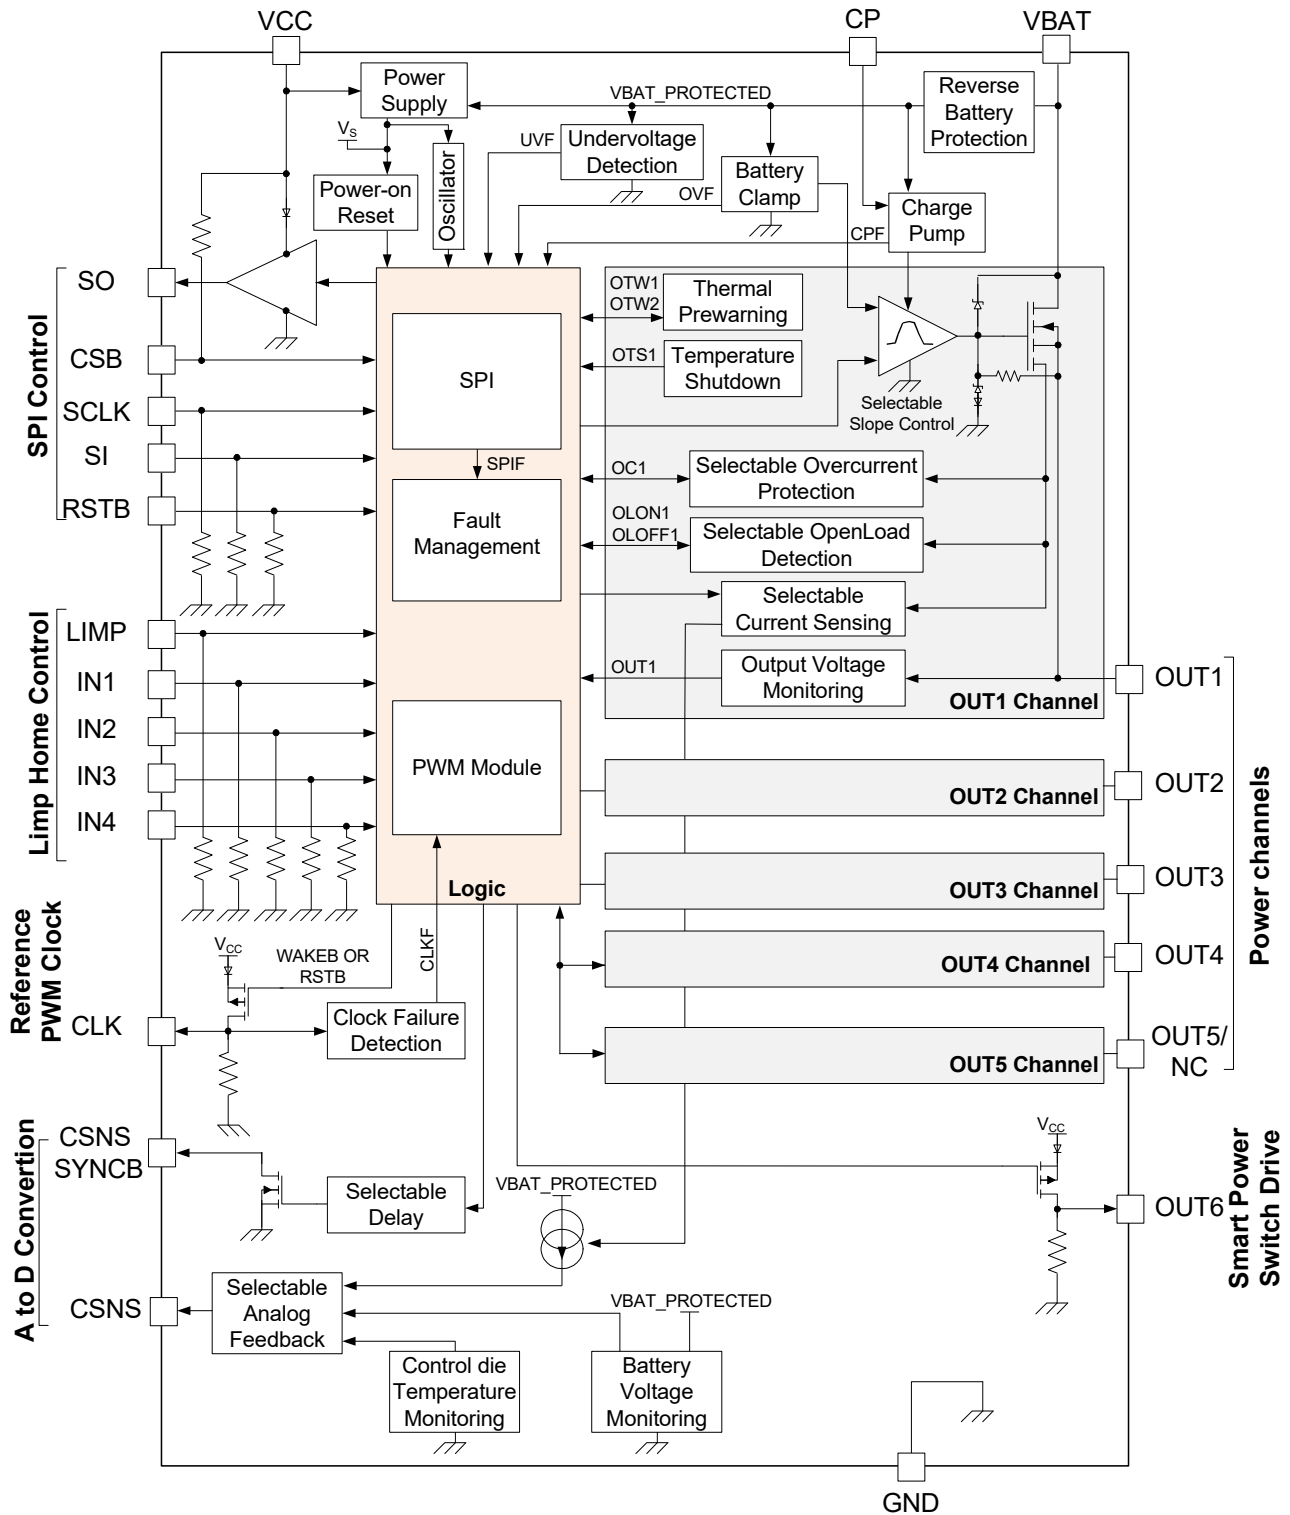 VCC
CP
VBAT
Power
Supply
VBAT_PROTECTED
Reverse
Battery
Protection
VS
UVF
Undervoltage
Detection
Oscillator
Power-on
Reset
OVF
Battery
Clamp
Charge
Pump
CPF
SPI Control
SO
CSB
SCLK
SI
RSTB
SPI
SPIF
Fault
Management
OTW1
OTW2
Thermal
Prewarning
OTS1
Temperature
Shutdown
Selectable
Slope Control
OC1
Selectable Overcurrent
Protection
OLON1
OLOFF1
Selectable OpenLoad
Detection
Selectable
Current Sensing
OUT1
Output Voltage
Monitoring
OUT1 Channel
OUT1
Limp Home Control
LIMP
IN1
IN2
IN3
IN4
PWM Module
Logic
OUT2 Channel
OUT2
OUT3 Channel
OUT3
OUT4 Channel
OUT4
OUT5 Channel
OUT5/
NC
Power channels
Reference
PWM Clock
CLK
VCC
WAKEB OR
RSTB
CLKF
Clock Failure
Detection
A to D Convertion
CSNS
SYNCB
Selectable
Delay
VBAT_PROTECTED
VCC
OUT6
Smart Power
Switch Drive
CSNS
Selectable
Analog
Feedback
VBAT_PROTECTED
Control die
Temperature
Monitoring
Battery
Voltage
Monitoring
GND